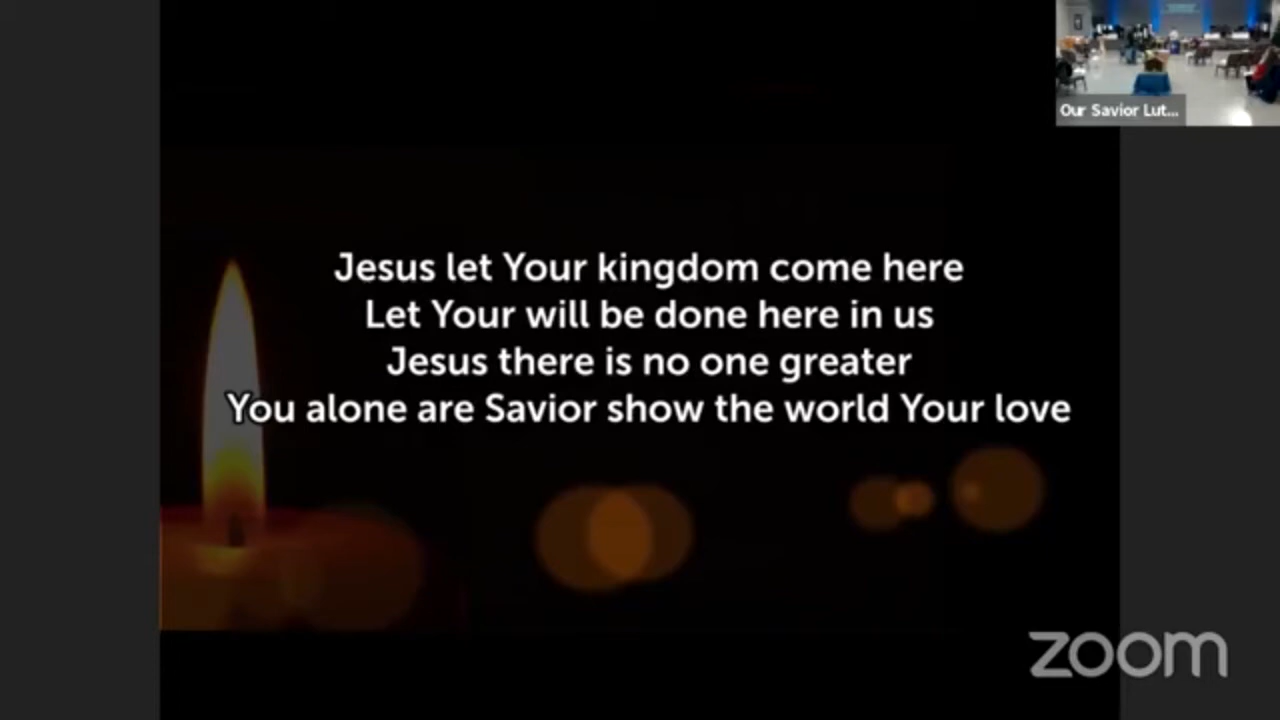 Our Savior Lut...
Jesus let Your kingdom come here
Let Your will be done here in us
Jesus there is no one greater
You alone are Savior show the world Your love
zoom